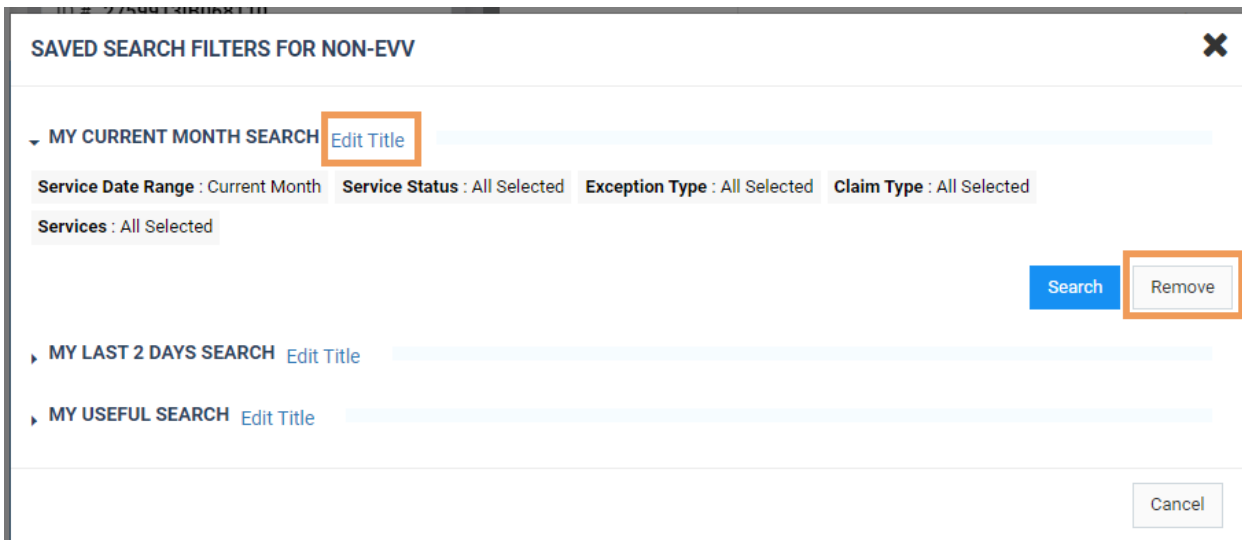 SAVED SEARCH FILTERS FOR NON-EVV
MY CURRENT MONTH SEARCH Edit Title
Service Date Range : Current Month Service Status : All Selected Exception Type : All Selected Claim Type : All Selected
Services : All Selected
Search Remove
MY LAST 2 DAYS SEARCH Edit Title
MY USEFUL SEARCH Edit Title
Cancel